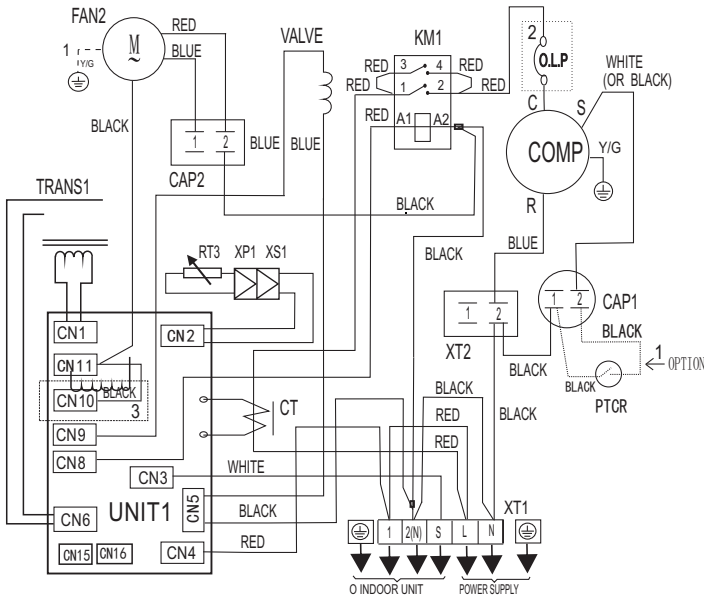 FAN2
M
~
RED
BLUE
1
Y/G
BLACK
1 2
CAP2
BLUE
BLUE
VALVE
KM1
RED
3 4
RED
RED
1 2
RED
RED
A1 A2
2
O.L.P
C
S
WHITE
(OR BLACK)
COMP
Y/G
R
TRANS1
BLACK
BLACK
BLUE
RT3 XP1 XS1
1 2
XT2
1 2
CAP1
BLACK
1
OPTION
BLACK
BLACK
PTCR
CN1
CN2
CN11
CN10
BLACK
3
CN9
CN8
CT
BLACK
RED
RED
BLACK
CN3
WHITE
CN5
UNIT1
CN6
BLACK
CN15
CN16
CN4
RED
1 2(N) S L N
XT1
O INDOOR UNIT
POWER SUPPLY